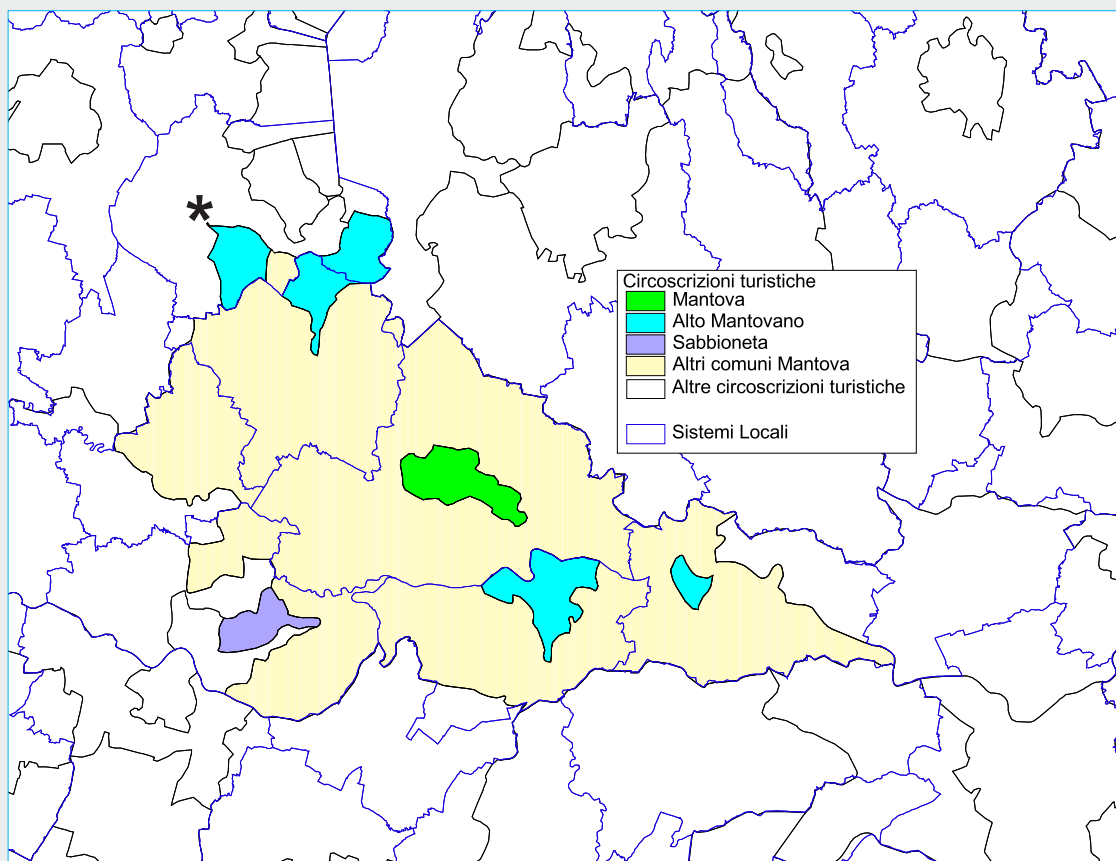 *
Circoscrizioni turistiche
Mantova
Alto Mantovano
Sabbioneta
Altri comuni Mantova
Altre circoscrizioni turistiche
Sistemi Locali